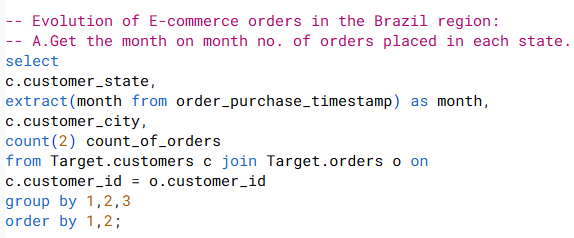 -- Evolution of E-commerce orders in the Brazil region:
-- A.Get the month on month no. of orders placed in each state.
select
c.customer_state,
extract(month from order_purchase_timestamp) as month,
c.customer_city,
count(2) count_of_orders
from Target.customers c join Target.orders o on
c.customer_id = o.customer_id
group by 1,2,3
order by 1,2;